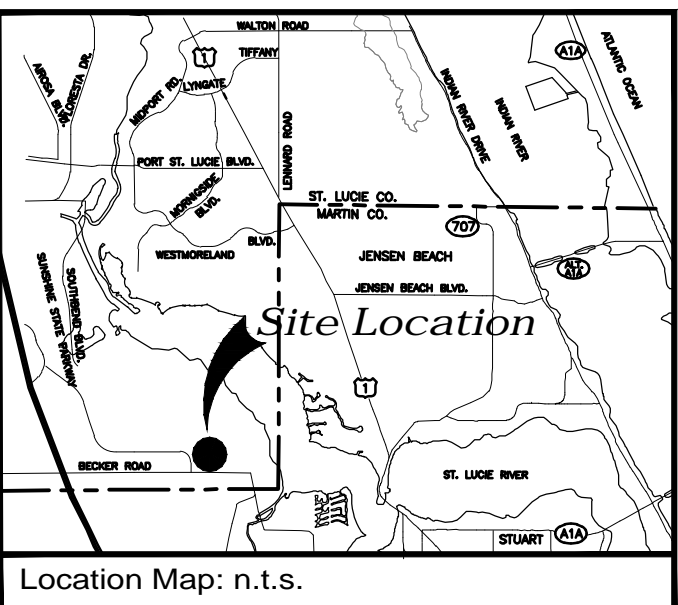 WALTON ROAD
A1A
ATLANTIC OCEAN
1
TIFFANY
AIROSA BLVD.
FLORESTA DR.
LYNGATE
MIDPORT RD.
INDIAN RIVER DRIVE
INDIAN RIVER
LENNARD ROAD
PORT ST. LUCIE BLVD.
MORNINGSIDE BLVD.
ST. LUCIE CO.
MARTIN CO.
707
WESTMORELAND
BLVD.
JENSEN BEACH
ALT. A1A
SUNSHINE STATE PARKWAY
SOUTHBEND BLVD.
JENSEN BEACH BLVD.
Site Location
1
BECKER ROAD
ST. LUCIE RIVER
STUART
A1A
Location Map: n.t.s.